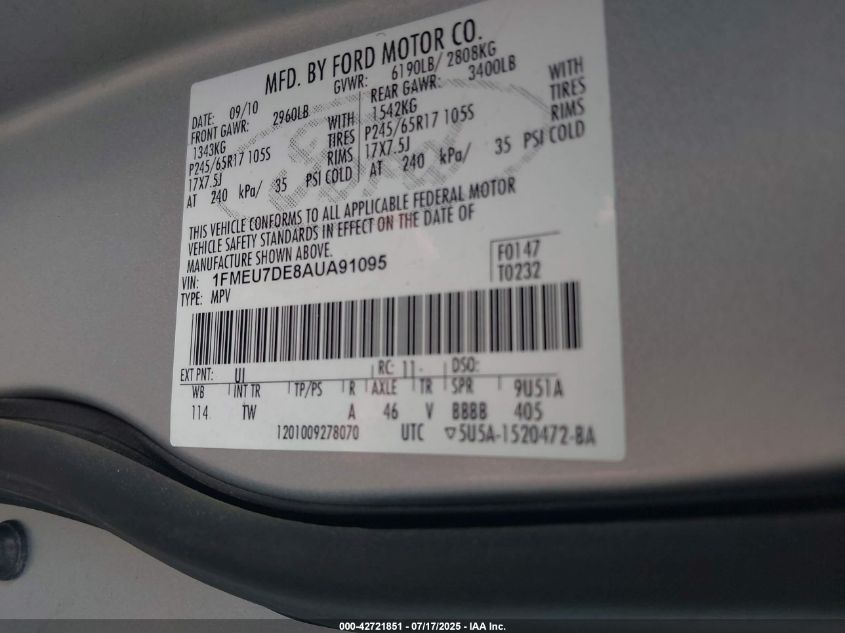 MFD. BY FORD MOTOR CO.
DATE: 09/10 GVWR: 6190LB/ 2808KG
FRONT GAWR: 2960LB REAR GAWR: 3400LB
1343KG WITH 1542KG WITH
P245/65R17 105S TIRES P245/65R17 105S TIRES
17X7.5J RIMS 17X7.5J RIMS
AT 240 kPa/ 35 PSI COLD AT 240 kPa/ 35 PSI COLD
THIS VEHICLE CONFORMS TO ALL APPLICABLE FEDERAL MOTOR
VEHICLE SAFETY STANDARDS IN EFFECT ON THE DATE OF
MANUFACTURE SHOWN ABOVE.
VIN: 1FMEU7DE8AUA91095 F0147
TYPE: MPV T0232
EXT PNT: UI RC: 11- DSO:
WB INT TR TP/PS R AXLE TR SPR 9U51A
114 TW A 46 V BBBB 405
1201009278070 UTC ▽5U5A-1520472-BA
000-42721851 / 07/17/2025 - IAA Inc.